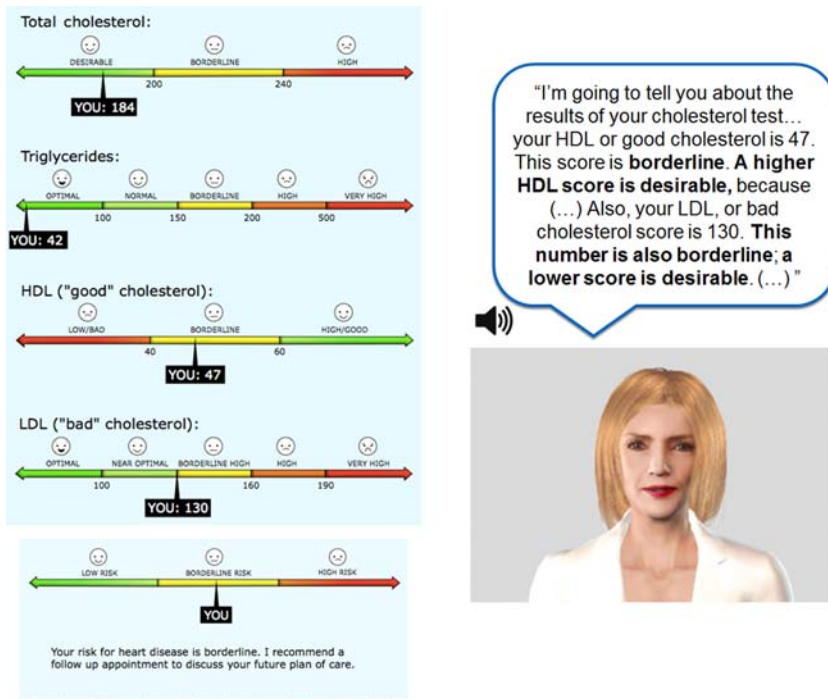 Total cholesterol:
DESIRABLE BORDERLINE HIGH
200 240
YOU: 184
Triglycerides:
OPTIMAL NORMAL BORDERLINE HIGH VERY HIGH
100 150 200 500
YOU: 42
HDL ("good" cholesterol):
LOW/BAD BORDERLINE HIGH/GOOD
40 60
YOU: 47
LDL ("bad" cholesterol):
OPTIMAL NEAR OPTIMAL BORDERLINE HIGH HIGH VERY HIGH
100 160 190
YOU: 130
LOW RISK BORDERLINE RISK HIGH RISK
YOU
Your risk for heart disease is borderline. I recommend a
follow up appointment to discuss your future plan of care.
“I’m going to tell you about the
results of your cholesterol test…
your HDL or good cholesterol is 47.
This score is borderline. A higher
HDL score is desirable, because
(…) Also, your LDL, or bad
cholesterol score is 130. This
number is also borderline; a
lower score is desirable. (…) ”